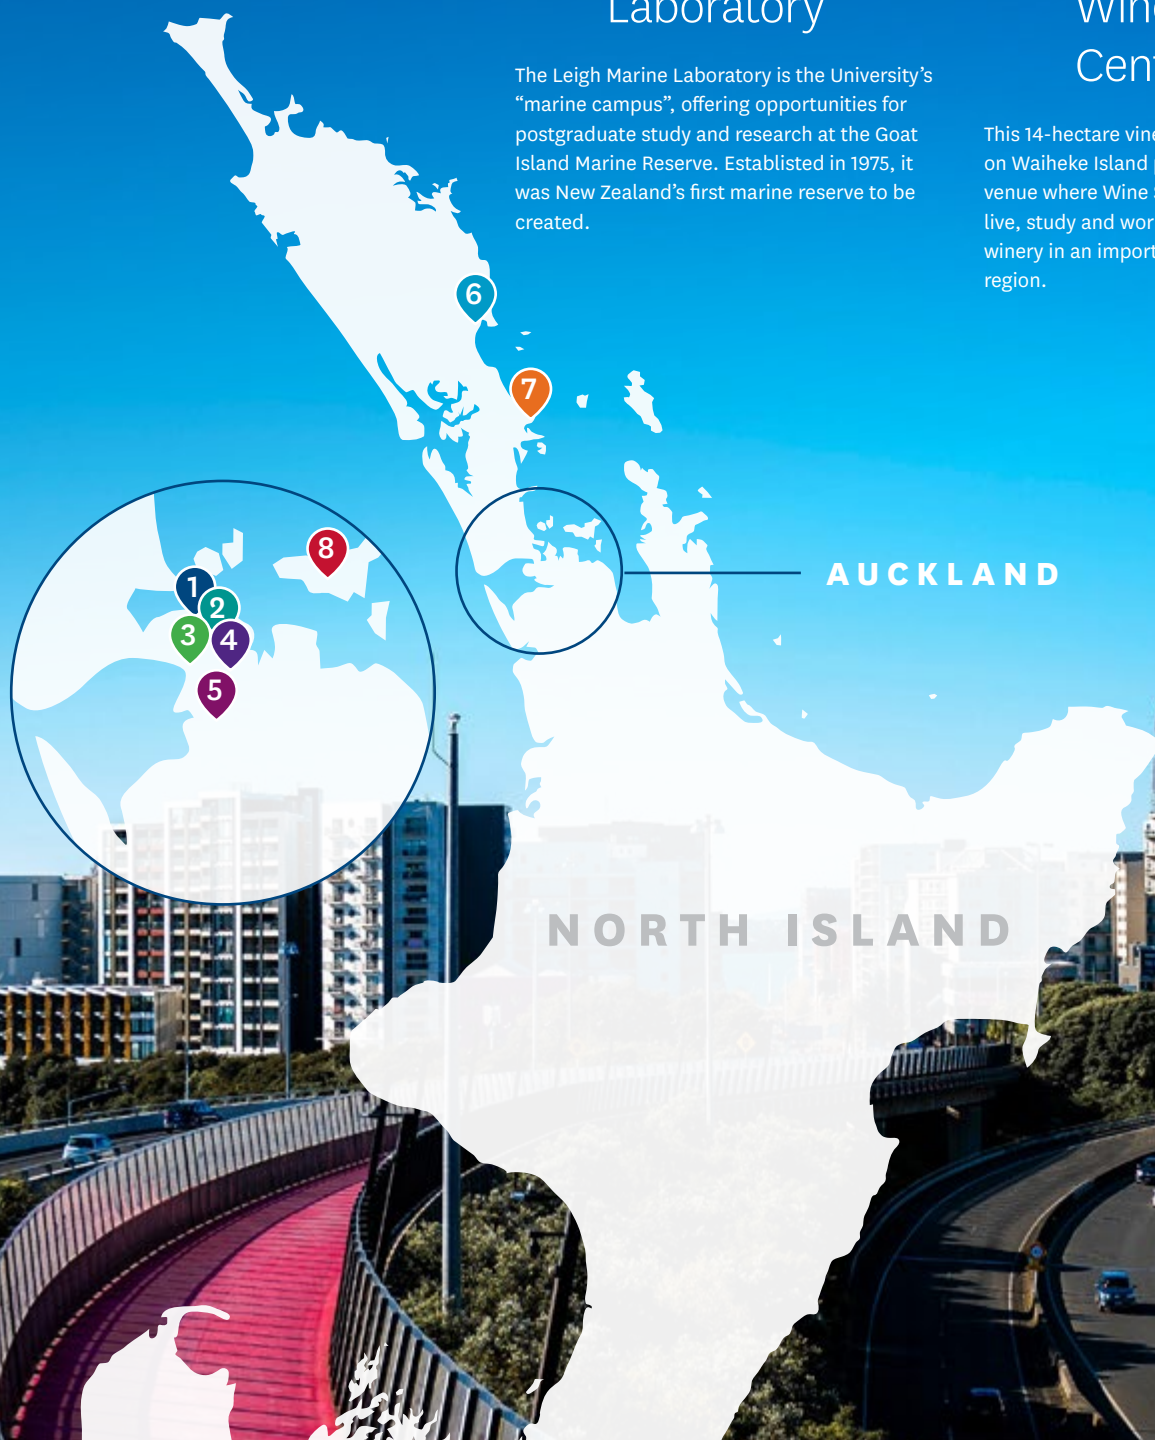 Laboratory
The Leigh Marine Laboratory is the University’s
“marine campus”, offering opportunities for
postgraduate study and research at the Goat
Island Marine Reserve. Establisted in 1975, it
was New Zealand’s first marine reserve to be
created.
This 14-hectare vine
on Waiheke Island
venue where Wine
live, study and wor
winery in an import
region.
6
7
8
1
2
3
4
5
AUCKLAND
NORTH ISLAND